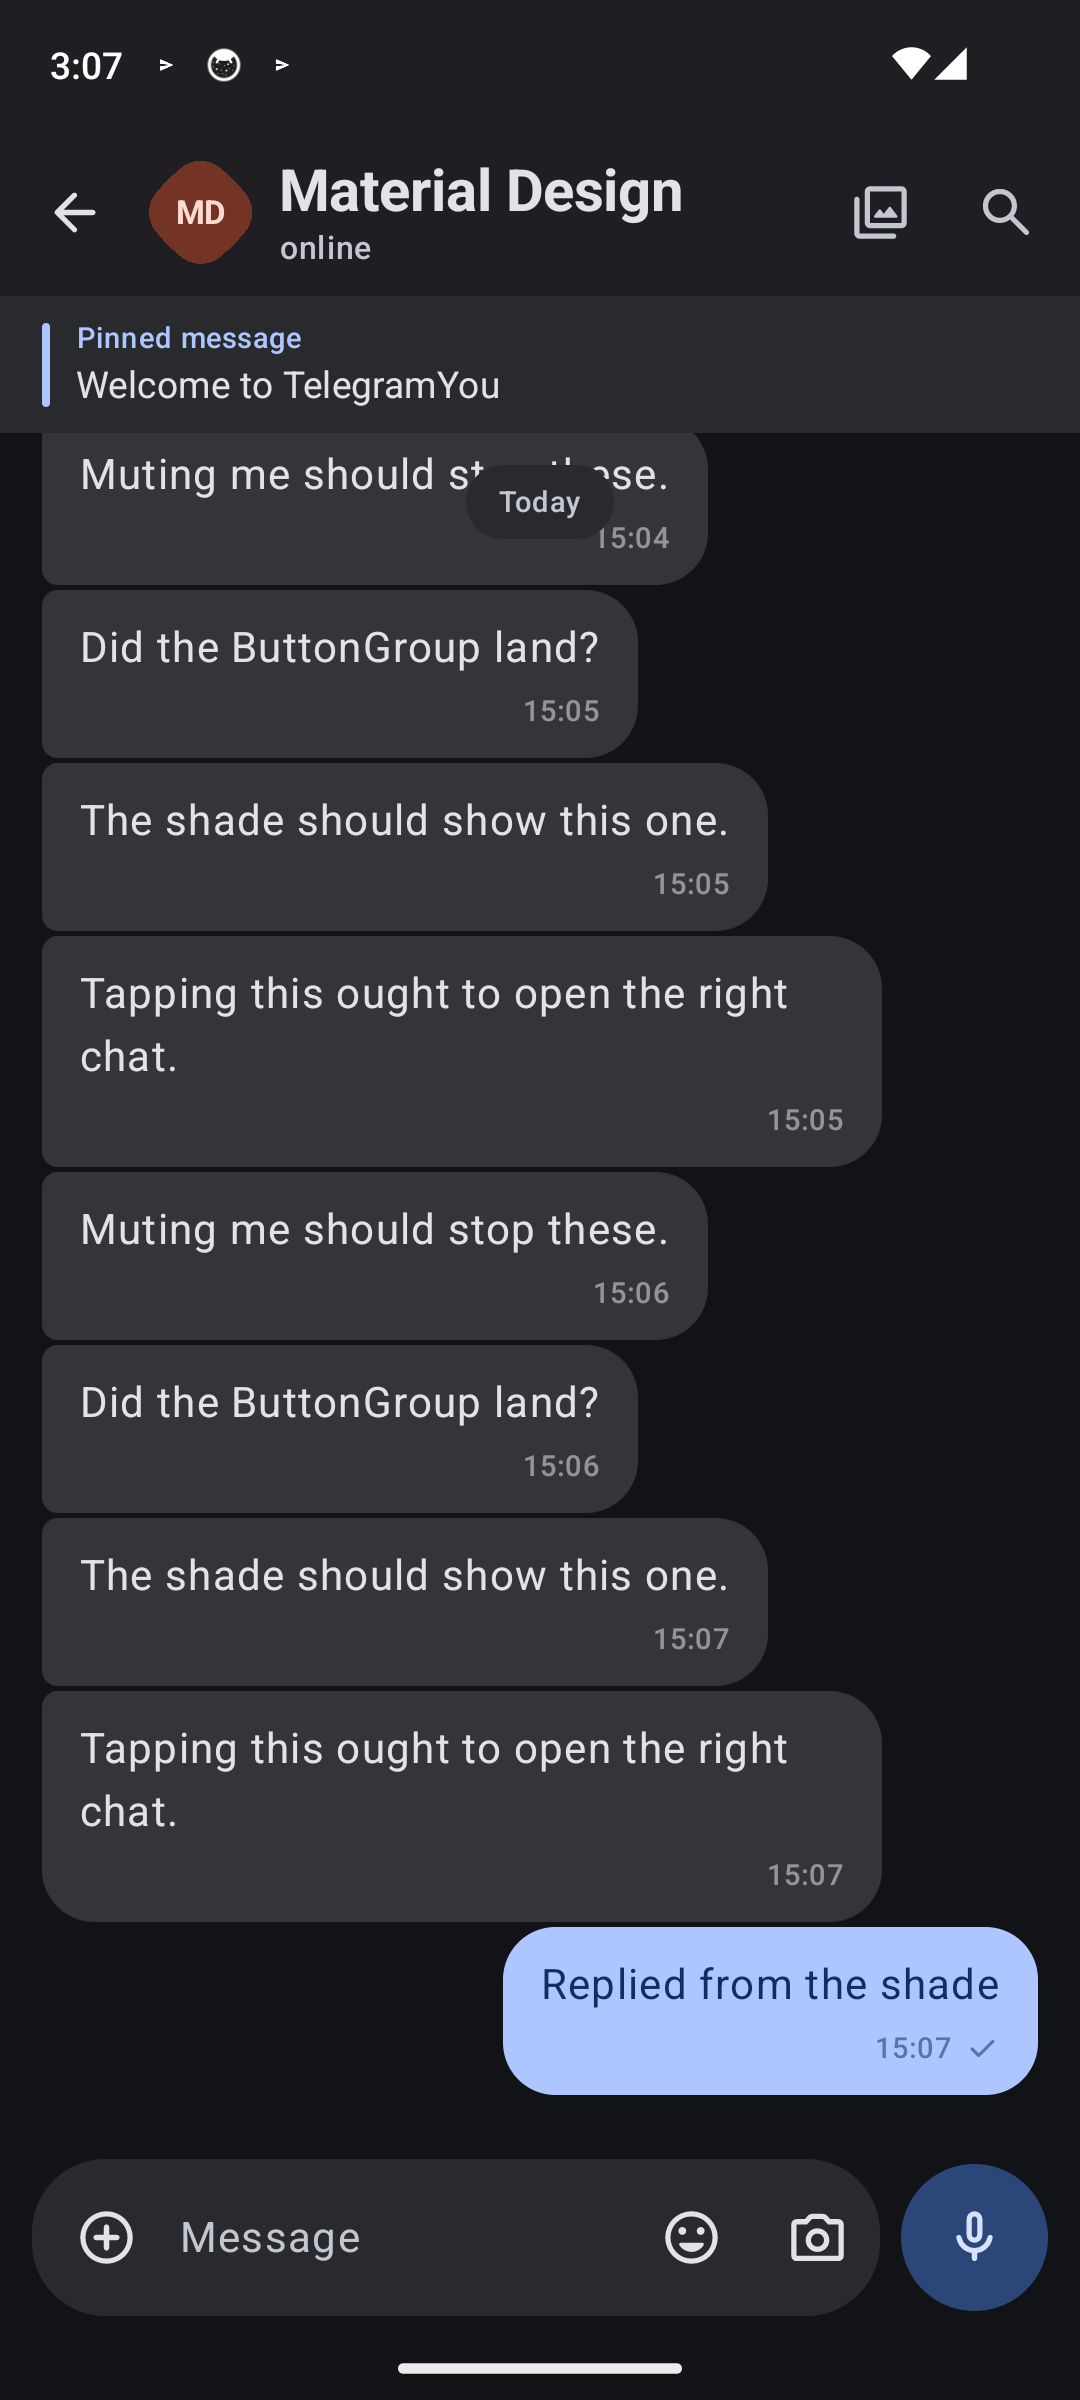 3:07
MD
Material Design
online
Pinned message
Welcome to TelegramYou
Muting me should these.
Today
15:04
Did the ButtonGroup land?
15:05
The shade should show this one.
15:05
Tapping this ought to open the right
chat.
15:05
Muting me should stop these.
15:06
Did the ButtonGroup land?
15:06
The shade should show this one.
15:07
Tapping this ought to open the right
chat.
15:07
Replied from the shade
15:07
Message